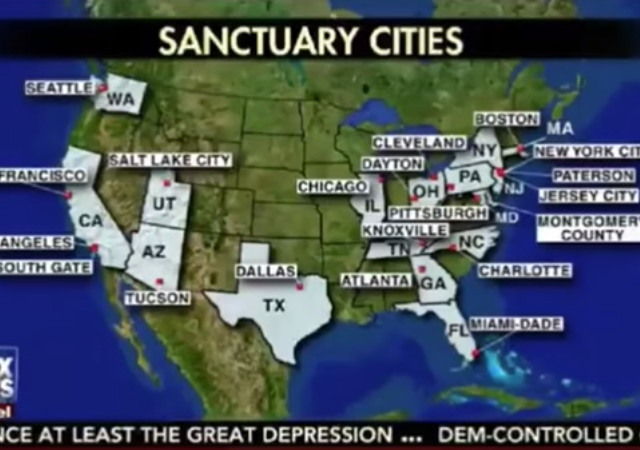 SANCTUARY CITIES
SEATTLE
WA
BOSTON
MA
CLEVELAND
NY
NEW YORK CIT
DAYTON
PA
PATERSON
SALT LAKE CITY
FRANCISCO
CHICAGO
OH
NJ
JERSEY CITY
UT
IL
PITTSBURGH
MD
MONTGOMER
COUNTY
CA
KNOXVILLE
ANGELES
AZ
TN
NC
SOUTH GATE
DALLAS
ATLANTA
GA
CHARLOTTE
TUCSON
TX
FL
MIAMI-DADE
X
S
el
NCE AT LEAST THE GREAT DEPRESSION ... DEM-CONTROLLED